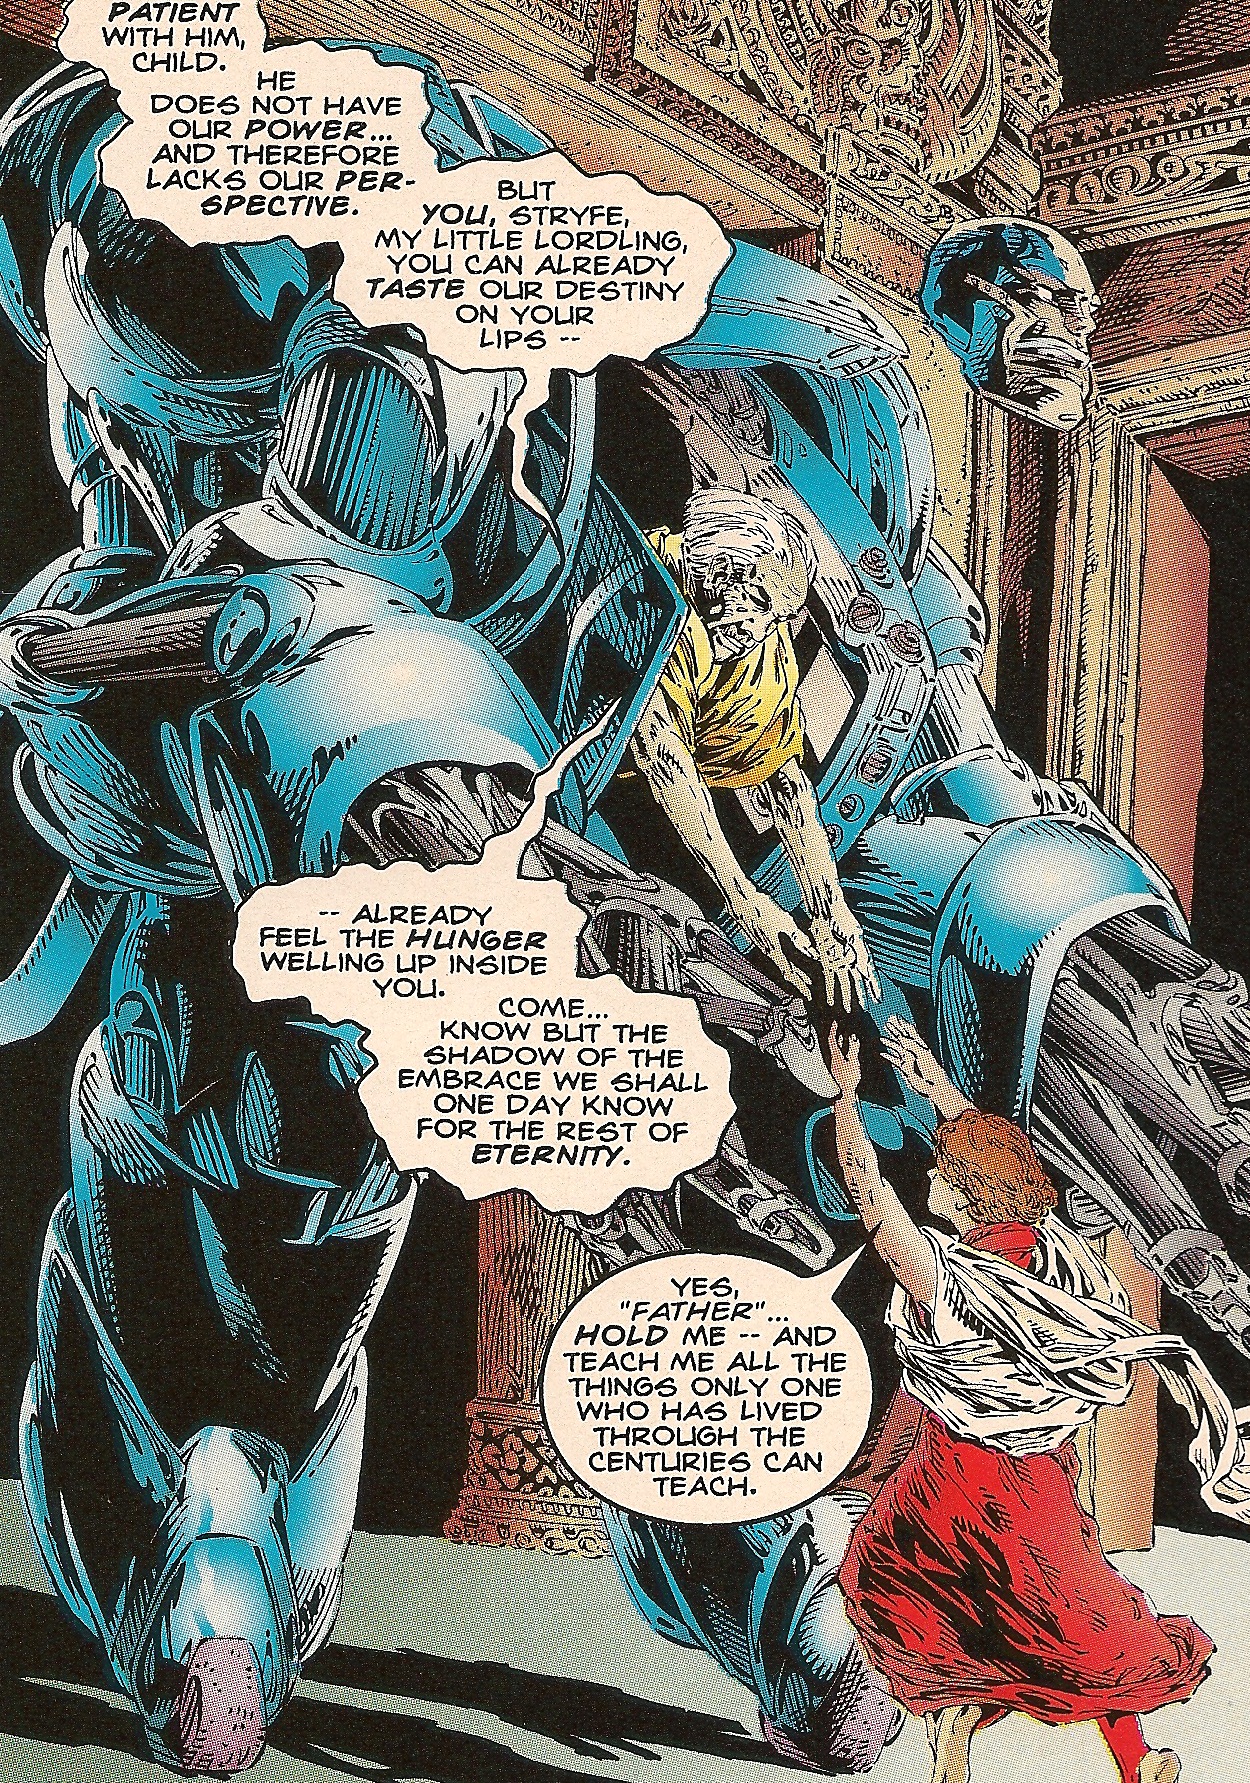 PATIENT
WITH HIM,
CHILD.
HE
DOES NOT HAVE
OUR POWER...
AND THEREFORE
LACKS OUR PER-
SPECTIVE.
BUT
YOU, STRYFE,
MY LITTLE LORDLING,
YOU CAN ALREADY
TASTE OUR DESTINY
ON YOUR
LIPS --
-- ALREADY
FEEL THE HUNGER
WELLING UP INSIDE
YOU.
COME...
KNOW BUT THE
SHADOW OF THE
EMBRACE WE SHALL
ONE DAY KNOW
FOR THE REST OF
ETERNITY.
YES,
"FATHER"...
HOLD ME -- AND
TEACH ME ALL THE
THINGS ONLY ONE
WHO HAS LIVED
THROUGH THE
CENTURIES CAN
TEACH.